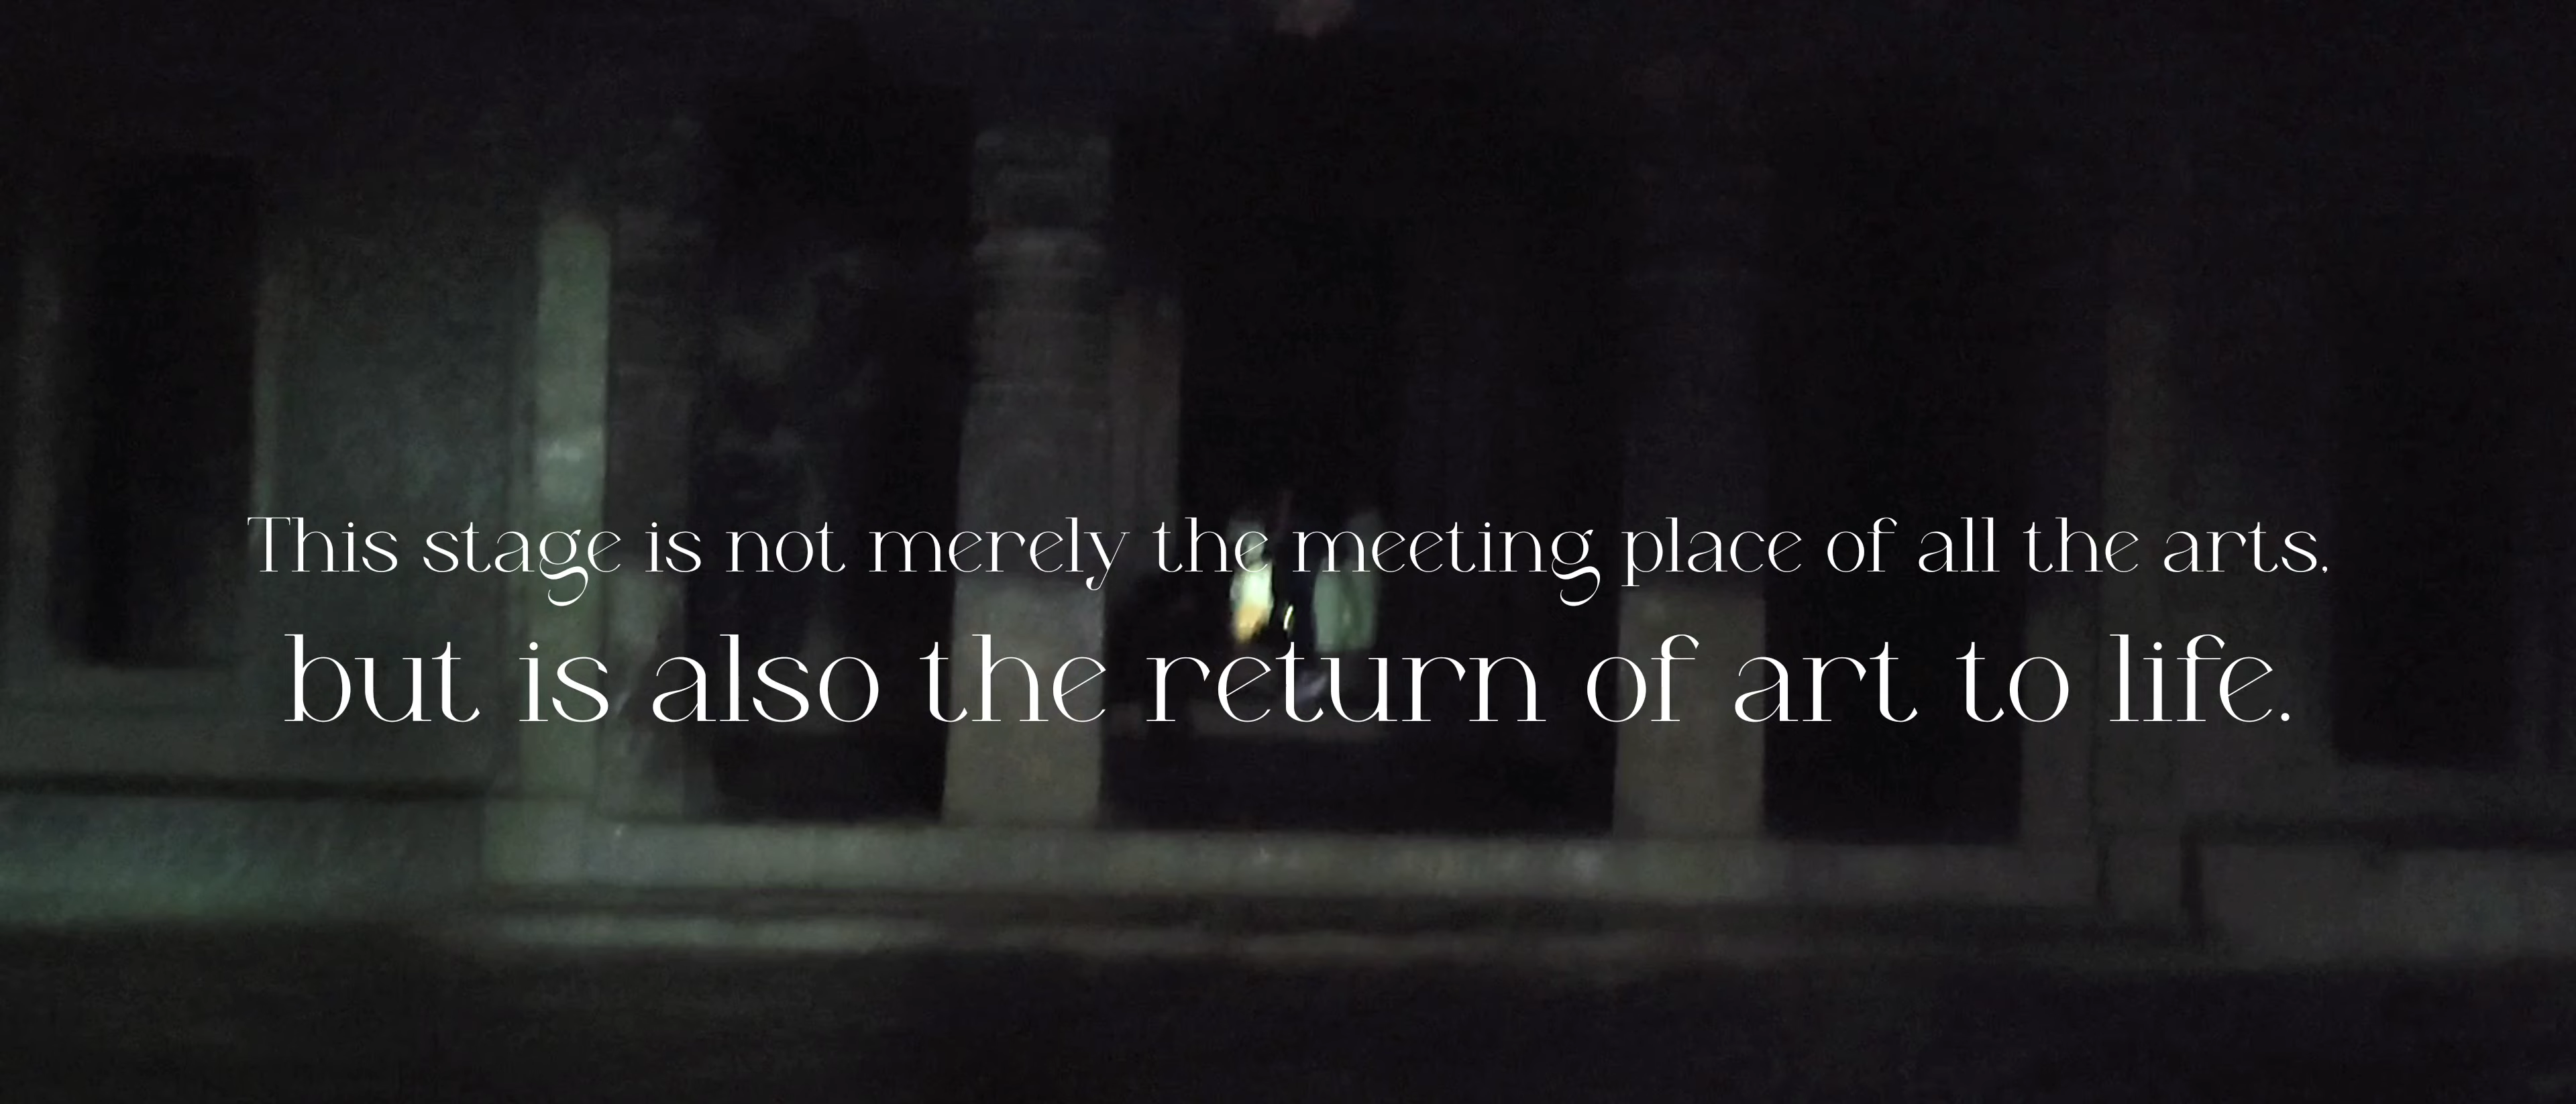 This stage is not merely the meeting place of all the arts,
but is also the return of art to life.